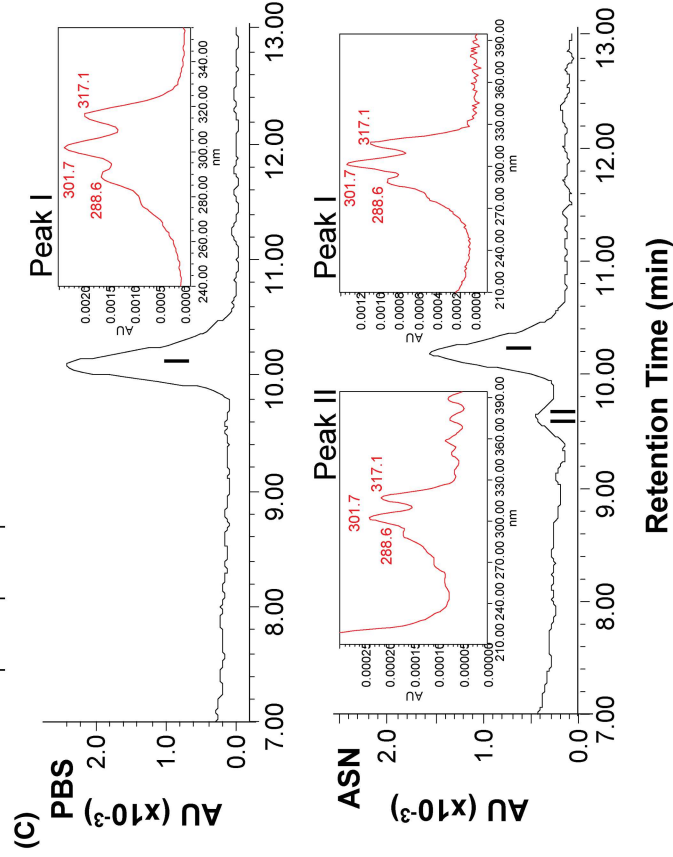 (C)
PBS
AU (x10-3)
2.0
1.0
0.0
7.00 8.00 9.00 10.00 11.00 12.00 13.00
I
Peak I
AU
0.0020
0.0015
0.0010
0.0005
0.0000
288.6
301.7
317.1
240.00 260.00 280.00 300.00 320.00 340.00
nm
ASN
AU (x10-3)
2.0
1.0
0.0
7.00 8.00 9.00 10.00 11.00 12.00 13.00
II
I
Peak II
AU
0.00025
0.00020
0.00015
0.00010
0.00005
0.00000
288.6
301.7
317.1
210.00 240.00 270.00 300.00 330.00 360.00 390.00
nm
Peak I
AU
0.0012
0.0010
0.0008
0.0006
0.0004
0.0002
0.0000
288.6
301.7
317.1
210.00 240.00 270.00 300.00 330.00 360.00 390.00
nm
Retention Time (min)